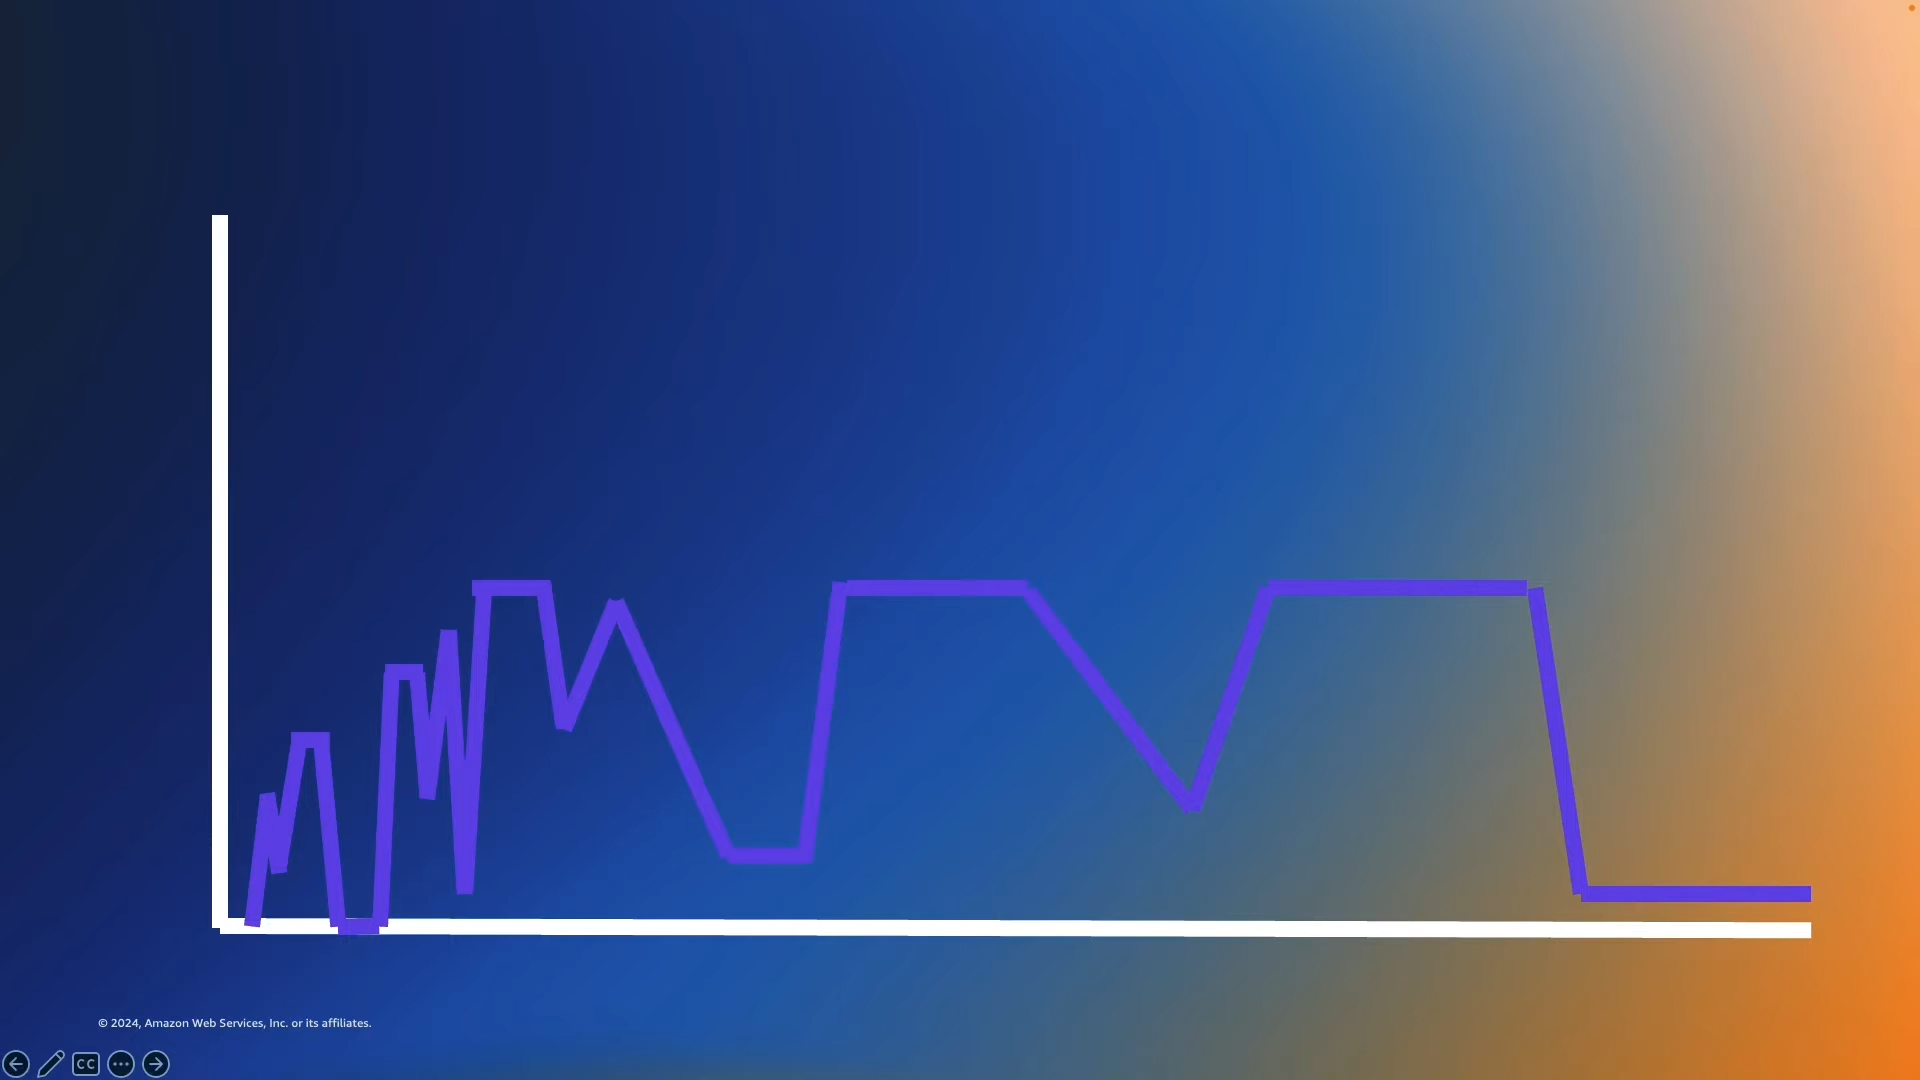 © 2024, Amazon Web Services, Inc. or its affiliates.
CC